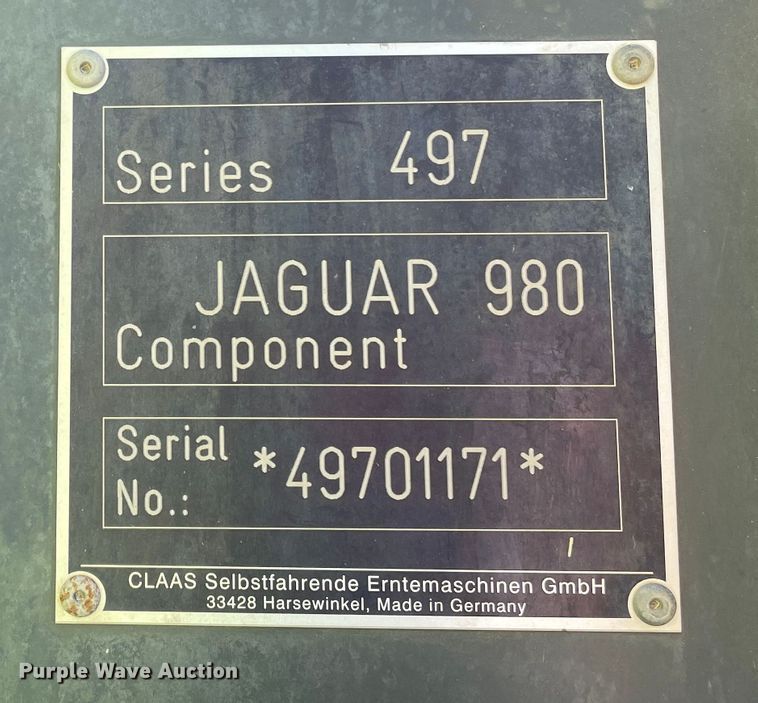 Series 497
JAGUAR 980
Component
Serial
No.: *49701171*
CLAAS Selbstfahrende Erntemaschinen GmbH
33428 Harsewinkel, Made in Germany
Purple Wave Auction